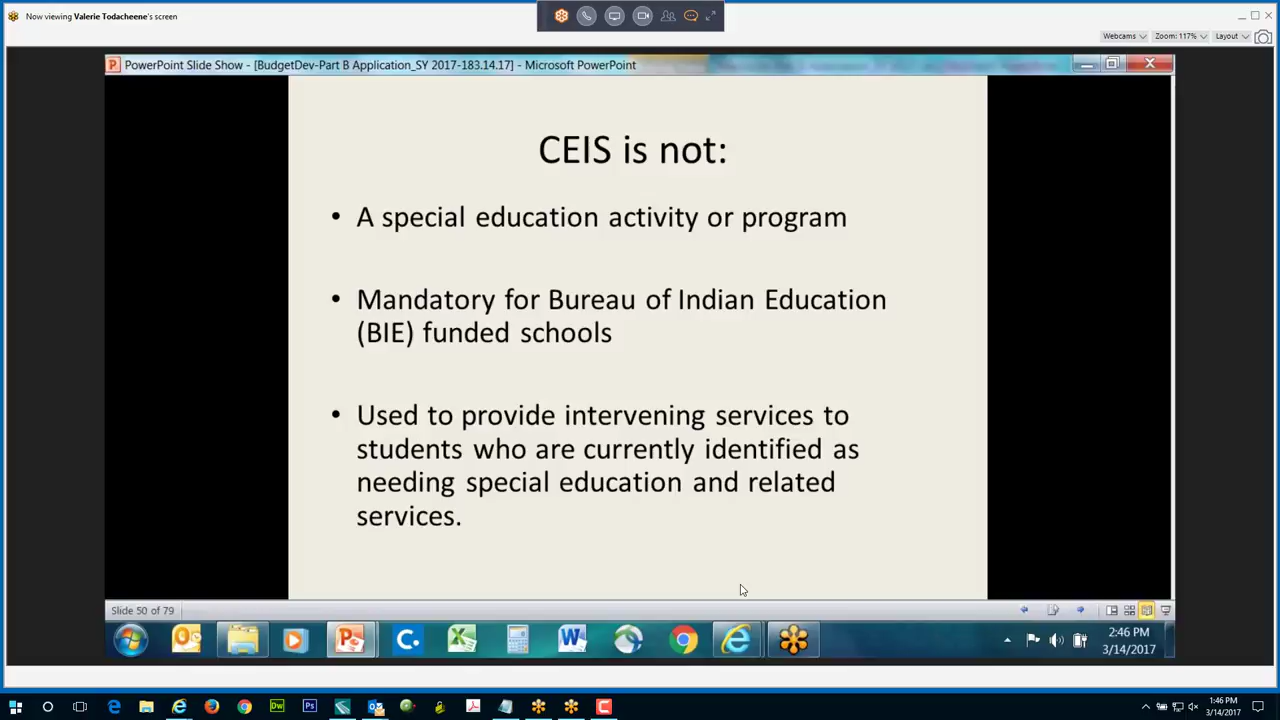 Now viewing Valerie Todacheene's screen
Webcams Zoom: 117% Layout
PowerPoint Slide Show - [BudgetDev-Part B Application_SY 2017-183.14.17] - Microsoft PowerPoint
CEIS is not:
• A special education activity or program
• Mandatory for Bureau of Indian Education
(BIE) funded schools
• Used to provide intervening services to
students who are currently identified as
needing special education and related
services.
Slide 50 of 79
2:46 PM
3/14/2017
1:46 PM
3/14/2017